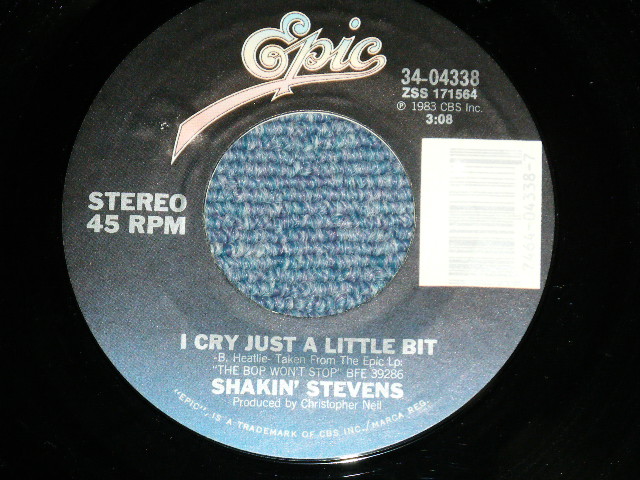 Epic
34-04338
ZSS 171564
℗ 1983 CBS Inc.
3:08
STEREO
45 RPM
I CRY JUST A LITTLE BIT
-B. Heatlie- Taken From The Epic Lp:
"THE BOP WON'T STOP" BFE 39286
SHAKIN' STEVENS
Produced by Christopher Neil
"EPIC", IS A TRADEMARK OF CBS INC./MARCA REG.